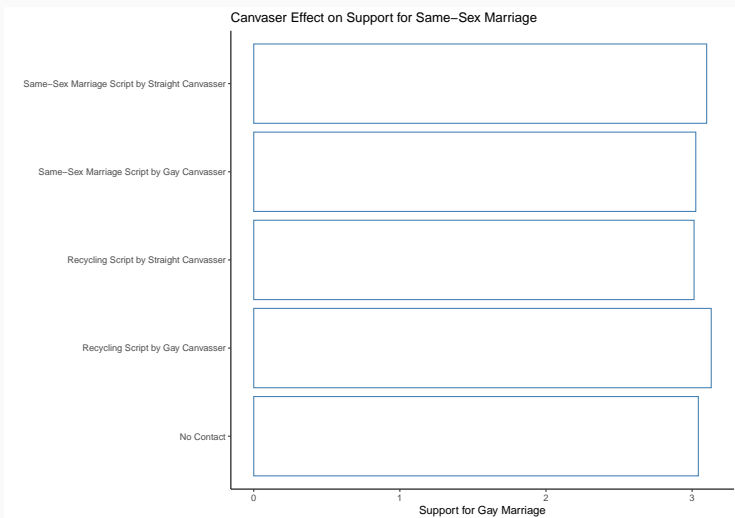 Canvaser Effect on Support for Same−Sex Marriage
Same−Sex Marriage Script by Straight Canvasser
Same−Sex Marriage Script by Gay Canvasser
Recycling Script by Straight Canvasser
Recycling Script by Gay Canvasser
No Contact
0 1 2 3
Support for Gay Marriage